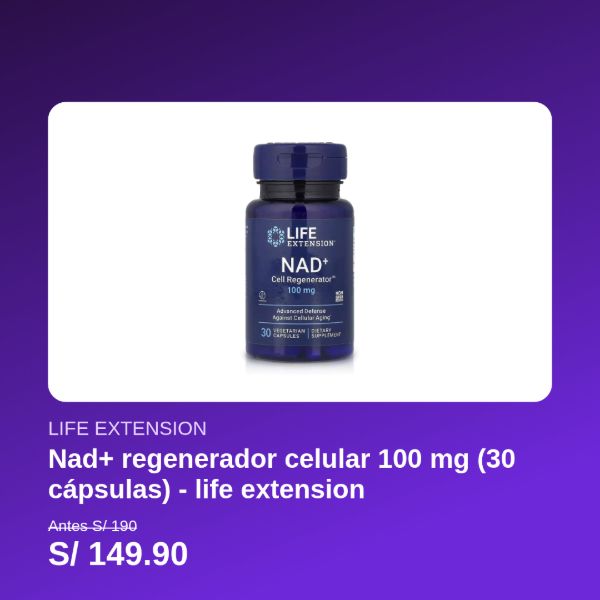 LIFE
EXTENSION
NAD+
Cell Regenerator™
100 mg
Advanced Defense
Against Cellular Aging
30 VEGETARIAN CAPSULES | DIETARY SUPPLEMENT
LIFE EXTENSION
Nad+ regenerador celular 100 mg (30
cápsulas) - life extension
Antes S/ 190
S/ 149.90